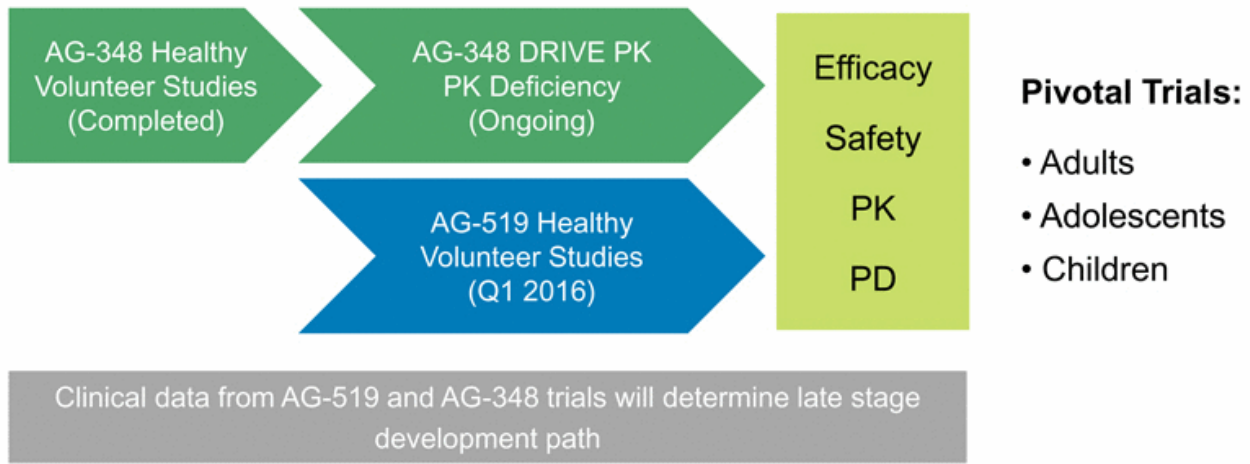 AG-348 Healthy
Volunteer Studies
(Completed)
AG-348 DRIVE PK
PK Deficiency
(Ongoing)
AG-519 Healthy
Volunteer Studies
(Q1 2016)
Efficacy
Safety
PK
PD
Pivotal Trials:
• Adults
• Adolescents
• Children
Clinical data from AG-519 and AG-348 trials will determine late stage
development path